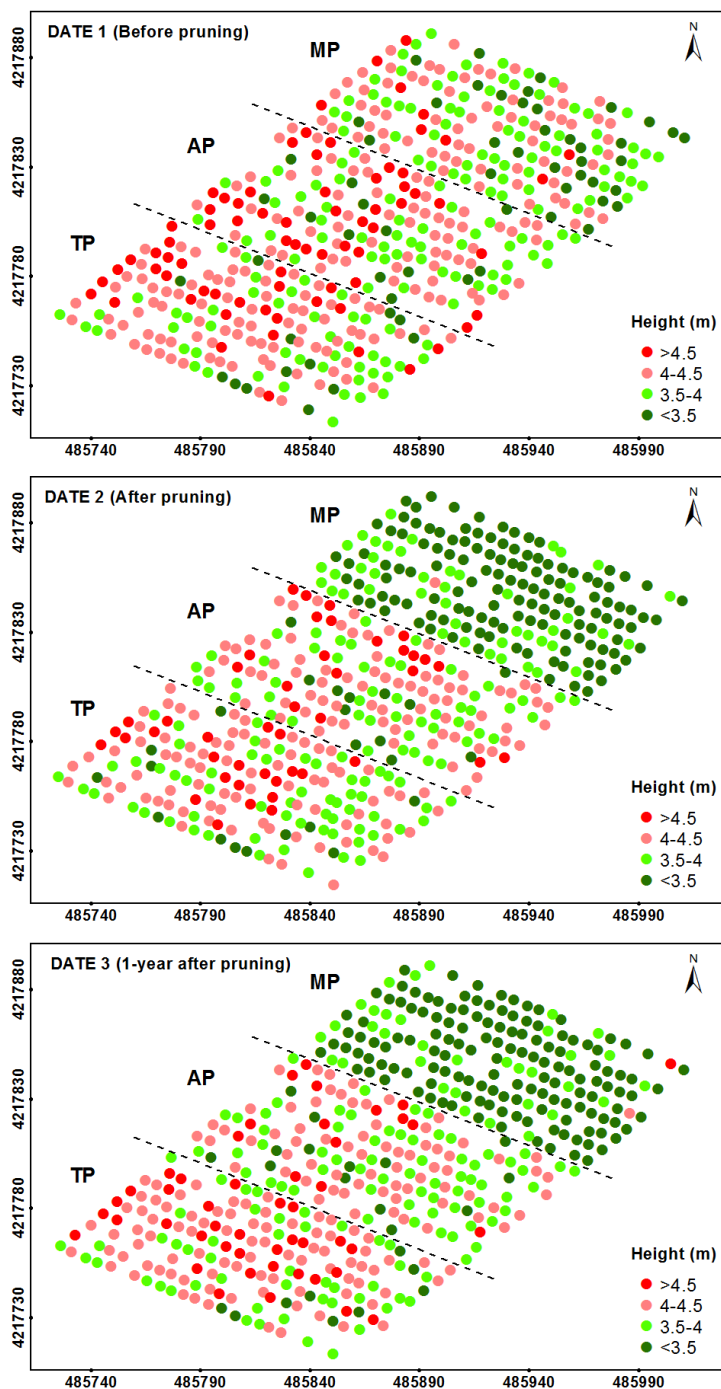 DATE 1 (Before pruning)
MP
N
AP
TP
4217880
4217830
4217780
4217730
Height (m)
>4.5
4-4.5
3.5-4
<3.5
485740 485790 485840 485890 485940 485990
DATE 2 (After pruning)
MP
N
AP
TP
4217880
4217830
4217780
4217730
Height (m)
>4.5
4-4.5
3.5-4
<3.5
485740 485790 485840 485890 485940 485990
DATE 3 (1-year after pruning)
MP
N
AP
TP
4217880
4217830
4217780
4217730
Height (m)
>4.5
4-4.5
3.5-4
<3.5
485740 485790 485840 485890 485940 485990